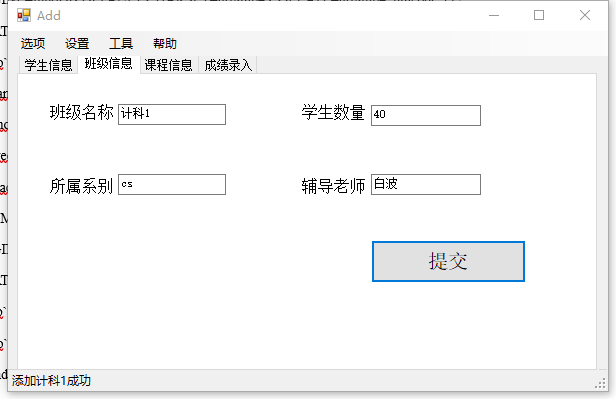 Add
选项 设置 工具 帮助
学生信息 班级信息 课程信息 成绩录入
班级名称 计科1 学生数量 40
所属系别 cs 辅导老师 白波
提交
添加计科1成功